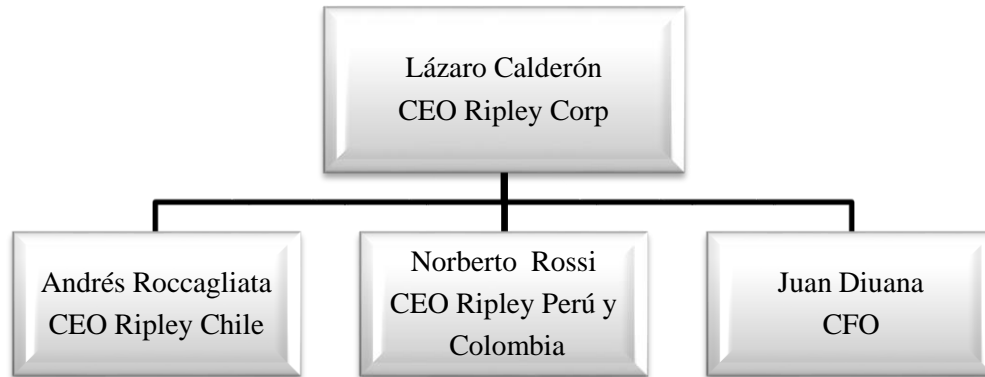 Lázaro Calderón
CEO Ripley Corp
Andrés Roccagliata
CEO Ripley Chile
Norberto Rossi
CEO Ripley Perú y
Colombia
Juan Diuana
CFO